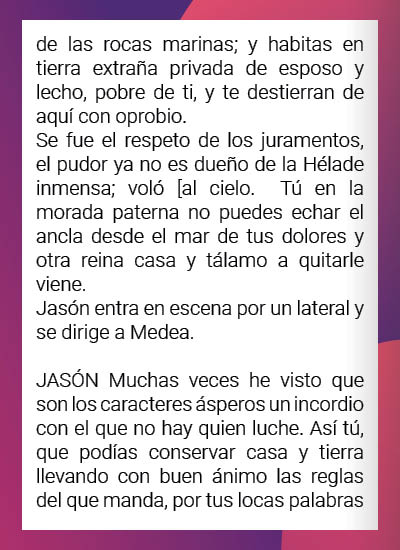 de las rocas marinas; y habitas en
tierra extraña privada de esposo y
lecho, pobre de ti, y te destierran de
aquí con oprobio.
Se fue el respeto de los juramentos,
el pudor ya no es dueño de la Hélade
inmensa; voló [al cielo.  Tú en la
morada paterna no puedes echar el
ancla desde el mar de tus dolores y
otra reina casa y tálamo a quitarle
viene.
Jasón entra en escena por un lateral y
se dirige a Medea.

JASÓN Muchas veces he visto que
son los caracteres ásperos un incordio
con el que no hay quien luche. Así tú,
que podías conservar casa y tierra
llevando con buen ánimo las reglas
del que manda, por tus locas palabras